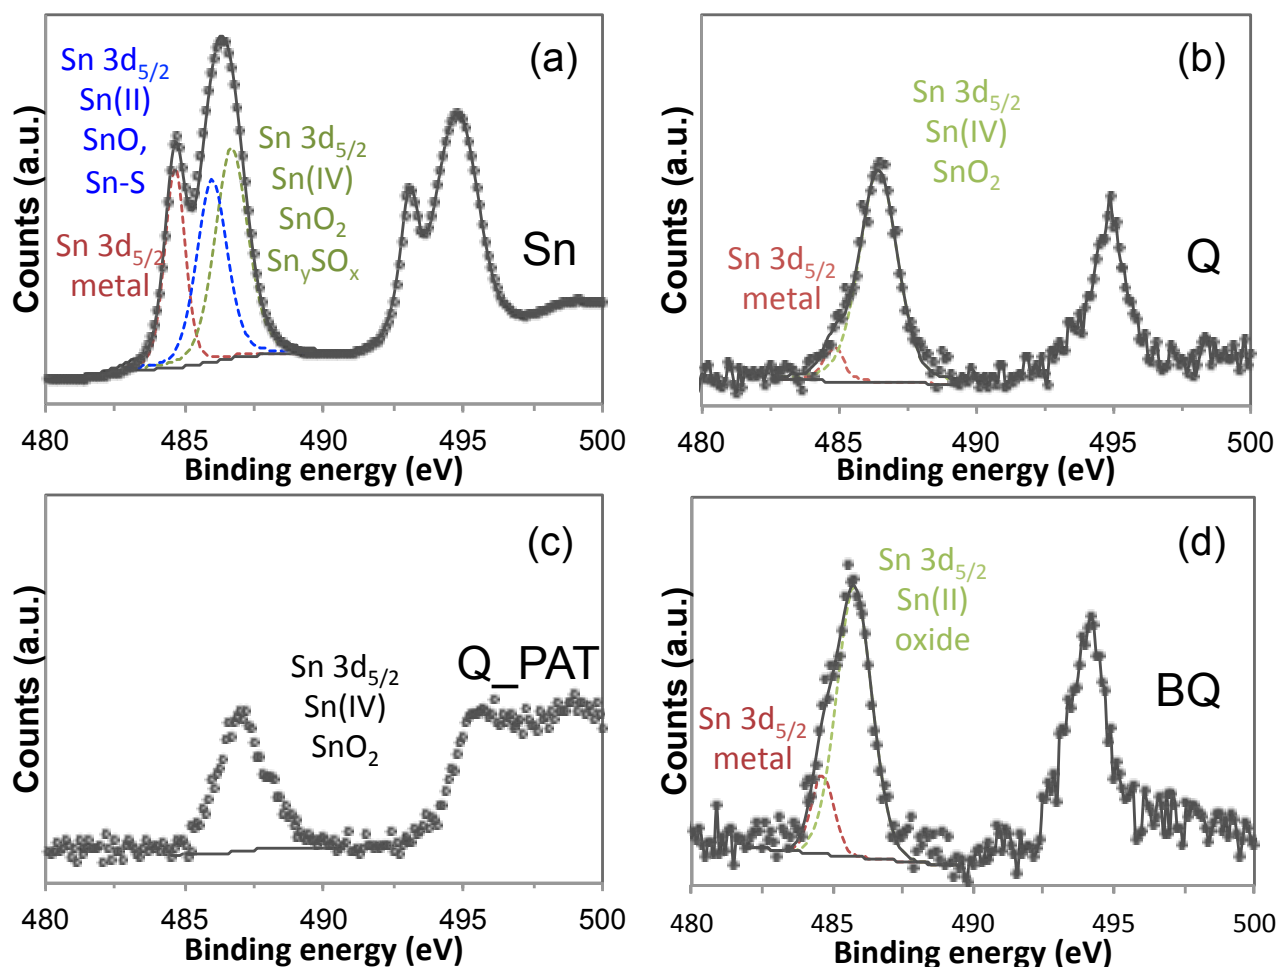 (a)
Sn 3d5/2
Sn(II)
SnO,
Sn-S
Sn 3d5/2
Sn(IV)
SnO2
SnySOx
Sn 3d5/2
metal
Sn
Counts (a.u.)
480 485 490 495 500
Binding energy (eV)
(b)
Sn 3d5/2
Sn(IV)
SnO2
Sn 3d5/2
metal
Q
Counts (a.u.)
480 485 490 495 500
Binding energy (eV)
(c)
Q_PAT
Sn 3d5/2
Sn(IV)
SnO2
Counts (a.u.)
480 485 490 495 500
Binding energy (eV)
(d)
Sn 3d5/2
Sn(II)
oxide
BQ
Sn 3d5/2
metal
Counts (a.u.)
480 485 490 495 500
Binding energy (eV)